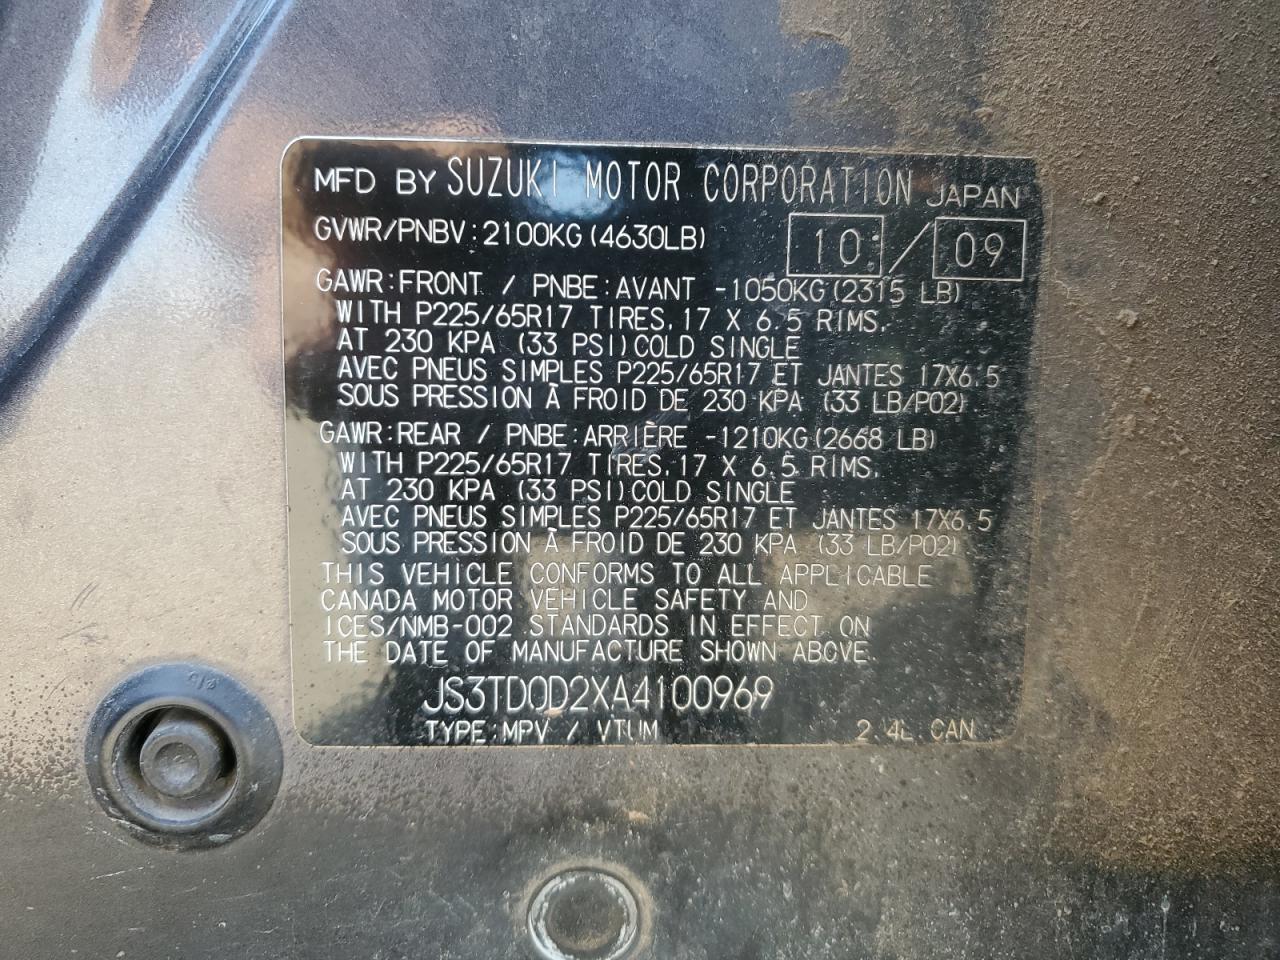 MFD BY SUZUKI MOTOR CORPORATION JAPAN
GVWR/PNBV:2100KG(4630LB) 10 / 09
GAWR:FRONT / PNBE:AVANT -1050KG(2315 LB)
WITH P225/65R17 TIRES,17 X 6.5 RIMS,
AT 230 KPA (33 PSI)COLD SINGLE
AVEC PNEUS SIMPLES P225/65R17 ET JANTES 17X6.5
SOUS PRESSION À FROID DE 230 KPA (33 LB/PO2)
GAWR:REAR / PNBE:ARRIÈRE -1210KG(2668 LB)
WITH P225/65R17 TIRES,17 X 6.5 RIMS,
AT 230 KPA (33 PSI)COLD SINGLE
AVEC PNEUS SIMPLES P225/65R17 ET JANTES 17X6.5
SOUS PRESSION À FROID DE 230 KPA (33 LB/PO2)
THIS VEHICLE CONFORMS TO ALL APPLICABLE
CANADA MOTOR VEHICLE SAFETY AND
ICES/NMB-002 STANDARDS IN EFFECT ON
THE DATE OF MANUFACTURE SHOWN ABOVE.
JS3TD0D2XA4100969
TYPE:MPV / VTUM 2.4L CAN